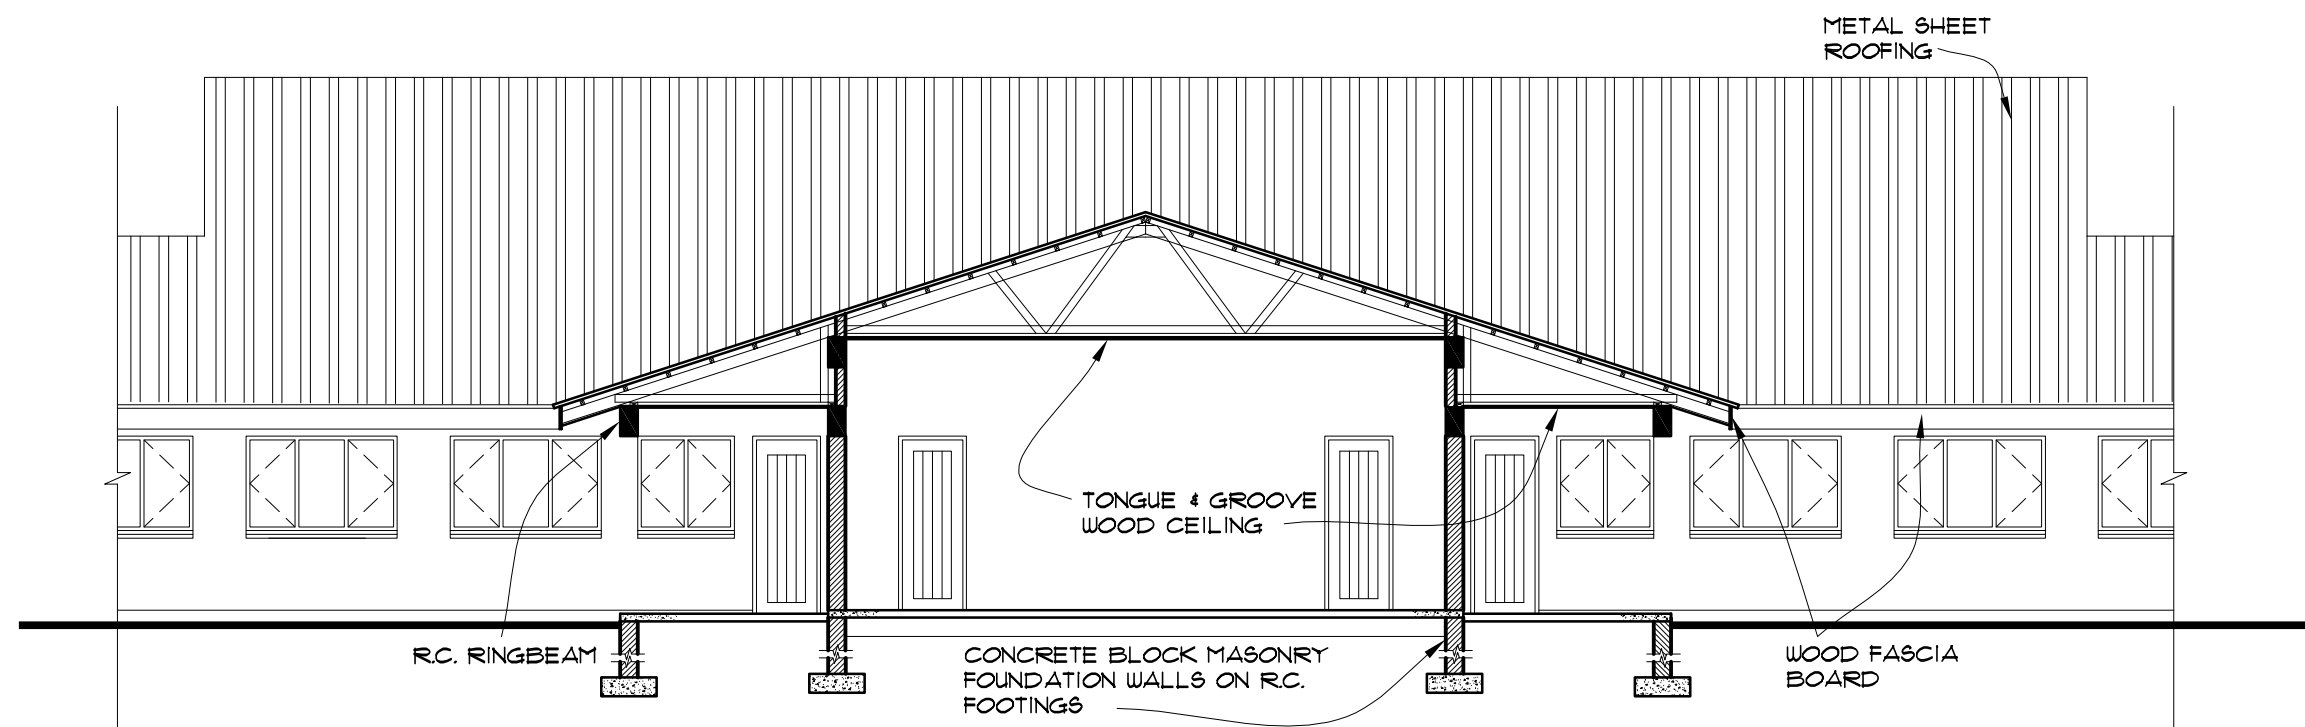 METAL SHEET
ROOFING
TONGUE & GROOVE
WOOD CEILING
R.C. RINGBEAM
CONCRETE BLOCK MASONRY
FOUNDATION WALLS ON R.C.
FOOTINGS
WOOD FASCIA
BOARD